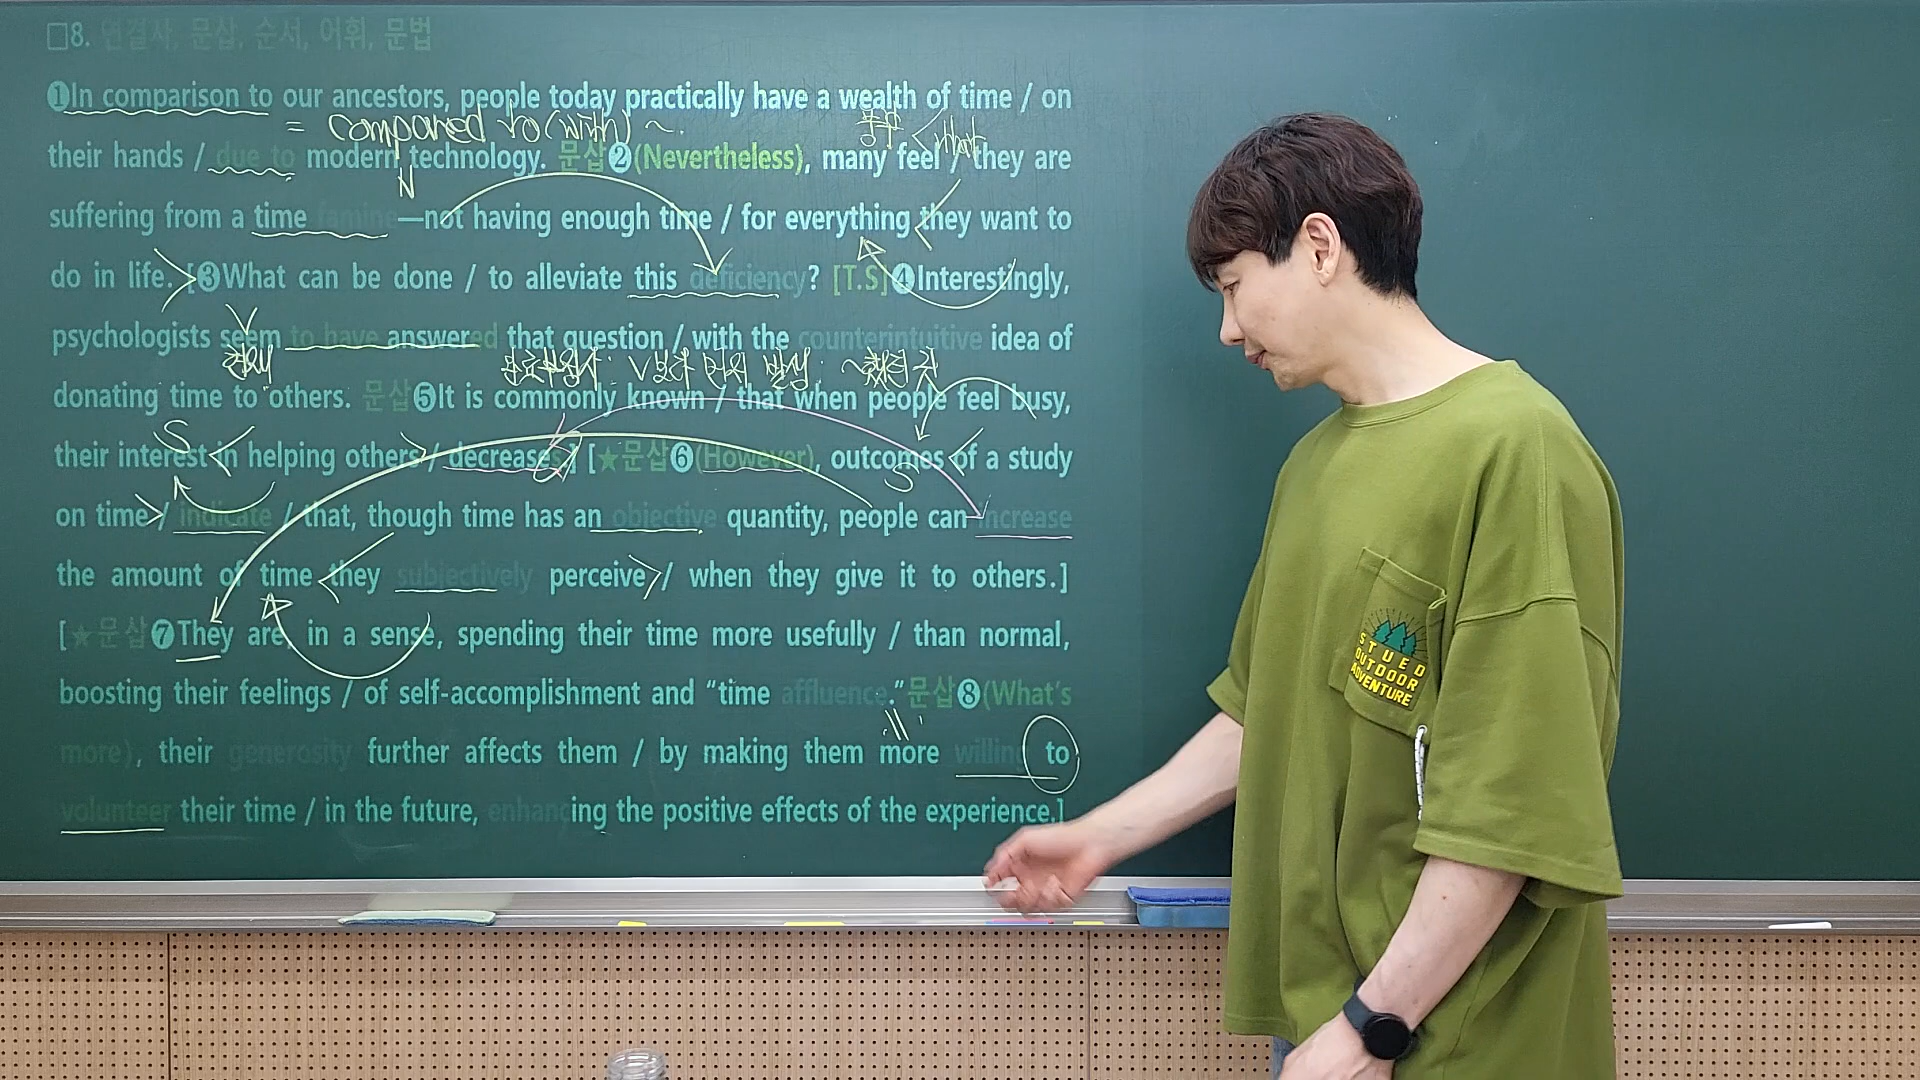 □8. 연결사, 문삽, 순서, 어휘, 문법
❶In comparison to our ancestors, people today practically have a wealth of time / on
= compared to (with) ~.
their hands / due to modern technology. 문삽❷(Nevertheless), many feel / they are
N
suffering from a time famine—not having enough time / for everything they want to
do in life. [❸What can be done / to alleviate this deficiency? [T.S]❹Interestingly,
psychologists seem to have answered that question / with the counterintuitive idea of
donating time to others. 문삽❺It is commonly known / that when people feel busy,
S
their interest in helping others / decreases.] [★문삽❻(However), outcomes of a study
S
on time / indicate / that, though time has an objective quantity, people can increase
the amount of time they subjectively perceive / when they give it to others.]
[★문삽❼They are, in a sense, spending their time more usefully / than normal,
boosting their feelings / of self-accomplishment and “time affluence.”문삽❽(What's
more), their generosity further affects them / by making them more willing to
volunteer their time / in the future, enhancing the positive effects of the experience.]
STUED
OUTDOOR
ADVENTURE